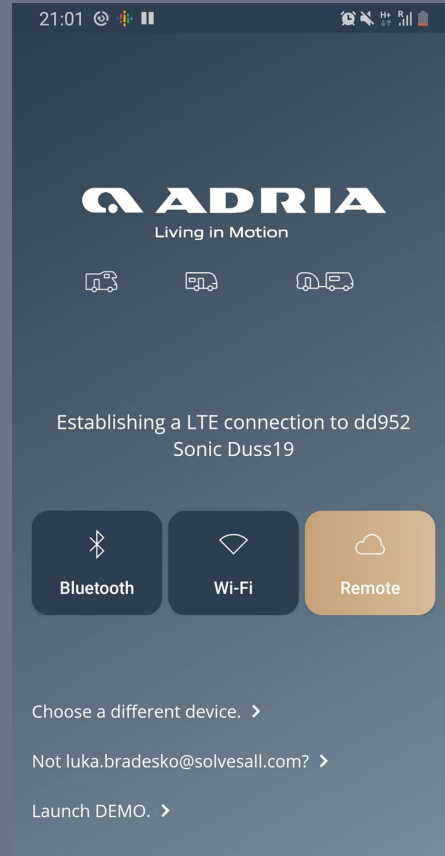 21:01
H+ R
ADRIA
Living in Motion
Establishing a LTE connection to dd952
Sonic Duss19
Bluetooth
Wi-Fi
Remote
Choose a different device.
Not luka.bradesko@solvesall.com?
Launch DEMO.